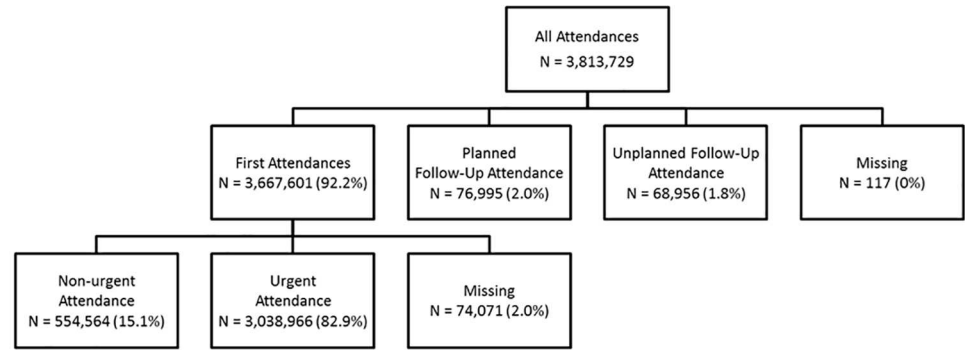 All Attendances
N = 3,813,729
First Attendances
N = 3,667,601 (92.2%)
Planned
Follow-Up Attendance
N = 76,995 (2.0%)
Unplanned Follow-Up
Attendance
N = 68,956 (1.8%)
Missing
N = 117 (0%)
Non-urgent
Attendance
N = 554,564 (15.1%)
Urgent
Attendance
N = 3,038,966 (82.9%)
Missing
N = 74,071 (2.0%)